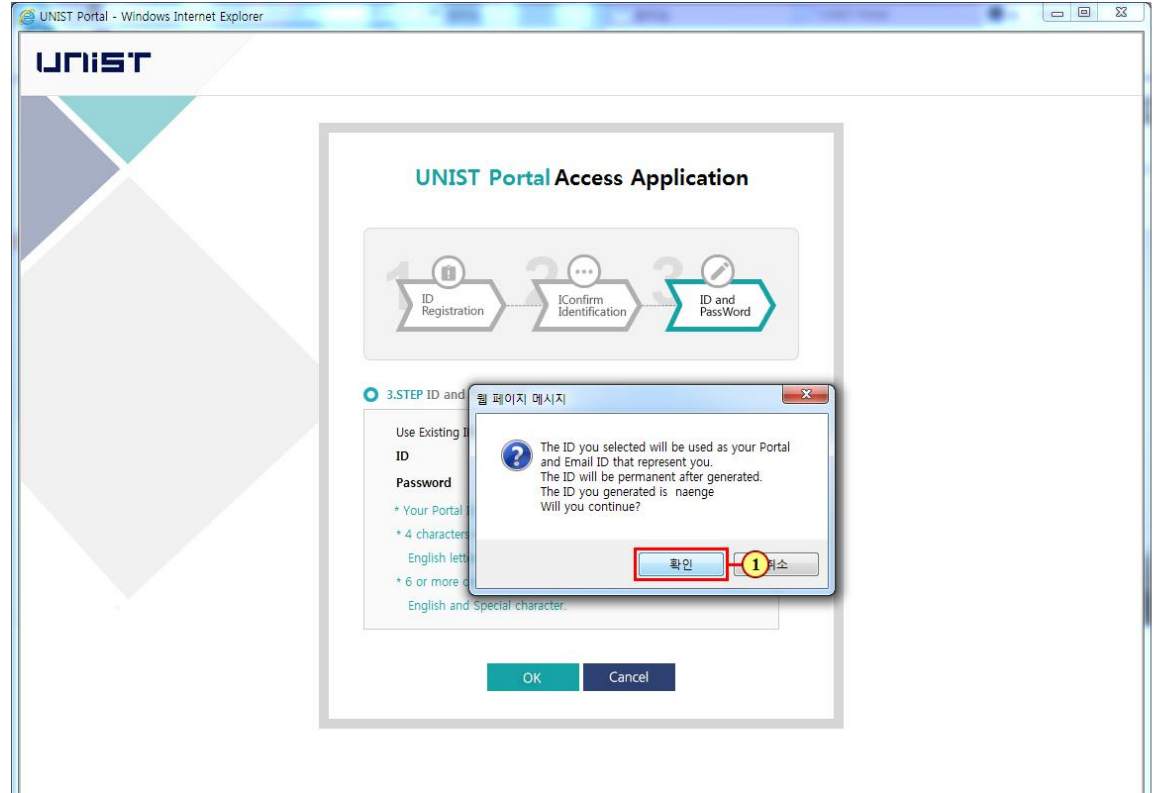 UNIST Portal - Windows Internet Explorer
UNIST
UNIST Portal Access Application
1 2 3
ID
Registration
IConfirm
Identification
ID and
PassWord
3.STEP ID and
웹 페이지 메시지
Use Existing
The ID you selected will be used as your Portal
and Email ID that represent you.
The ID will be permanent after generated.
The ID you generated is naenge
Will you continue?
ID
Password
* Your Portal
* 4 characters
English
* 6 or more
English and Special character.
확인
1
OK
Cancel